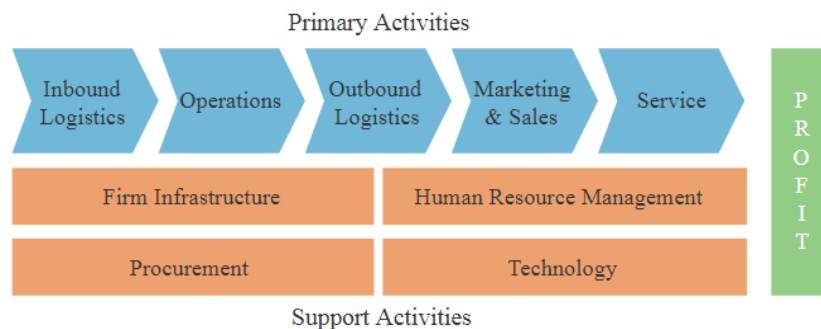 Primary Activities
Inbound
Logistics
Operations
Outbound
Logistics
Marketing
& Sales
Service
PROFIT
Firm Infrastructure
Human Resource Management
Procurement
Technology
Support Activities